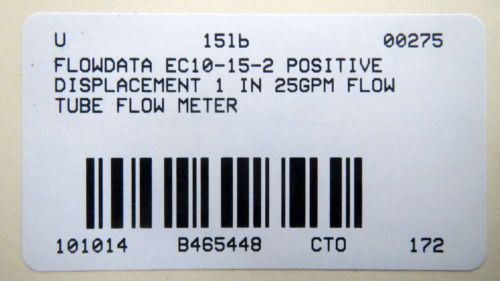 U 151b 00275
FLOWDATA EC10-15-2 POSITIVE
DISPLACEMENT 1 IN 25GPM FLOW
TUBE FLOW METER
101014 B465448 CTO 172